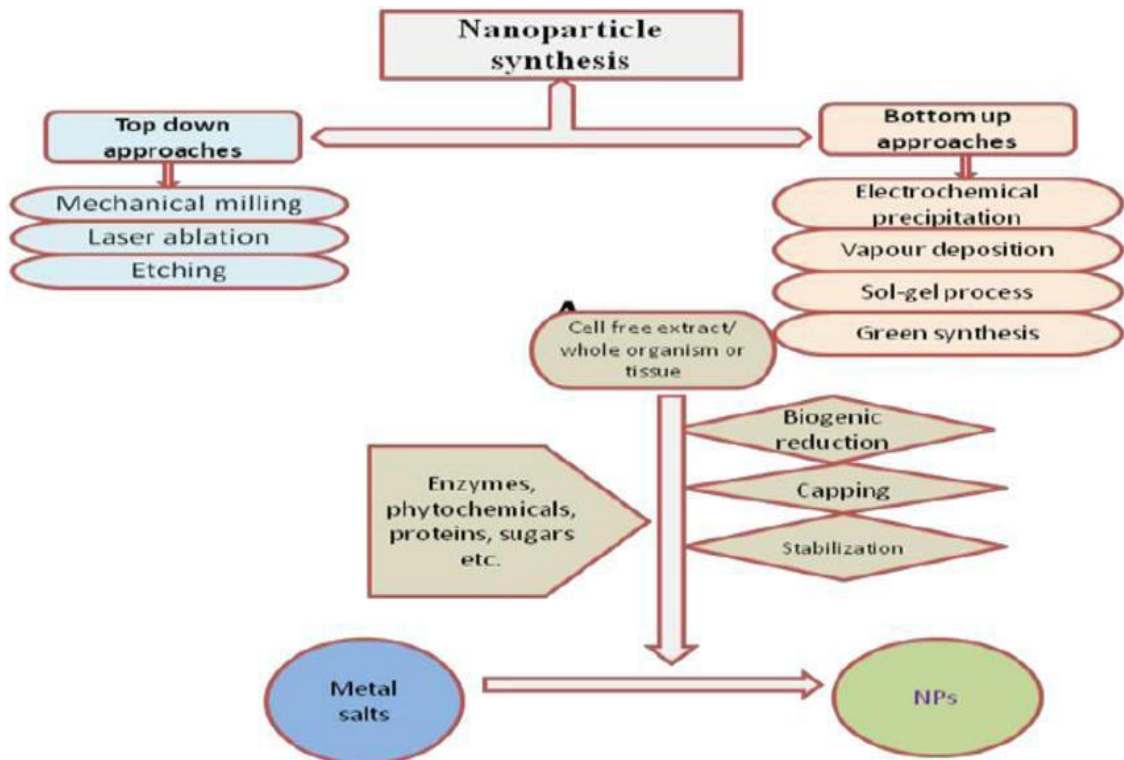 Nanoparticle
synthesis
Top down
approaches
Bottom up
approaches
Mechanical milling
Laser ablation
Etching
Electrochemical
precipitation
Vapour deposition
Sol-gel process
Green synthesis
Cell free extract/
whole organism or
tissue
Biogenic
reduction
Capping
Stabilization
Enzymes,
phytochemicals,
proteins, sugars
etc.
Metal
salts
NPs